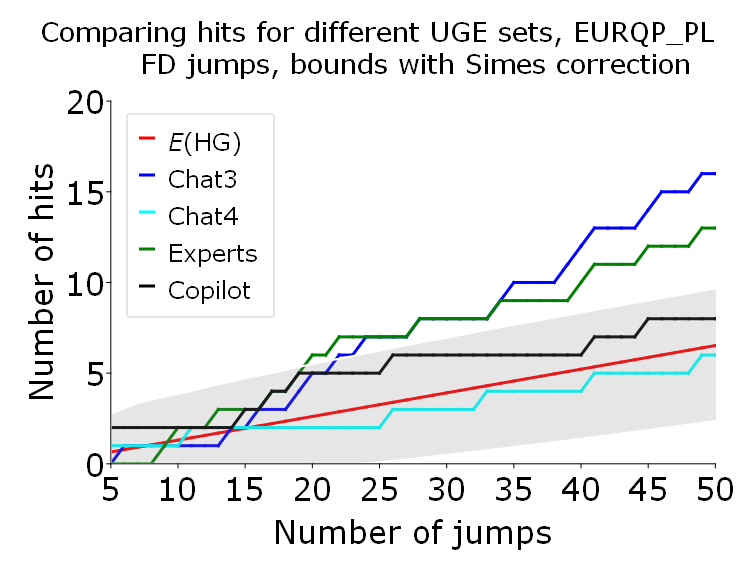 Comparing hits for different UGE sets, EURQP_PL
FD jumps, bounds with Simes correction
Number of hits
20
15
10
5
0
E(HG)
Chat3
Chat4
Experts
Copilot
5 10 15 20 25 30 35 40 45 50
Number of jumps